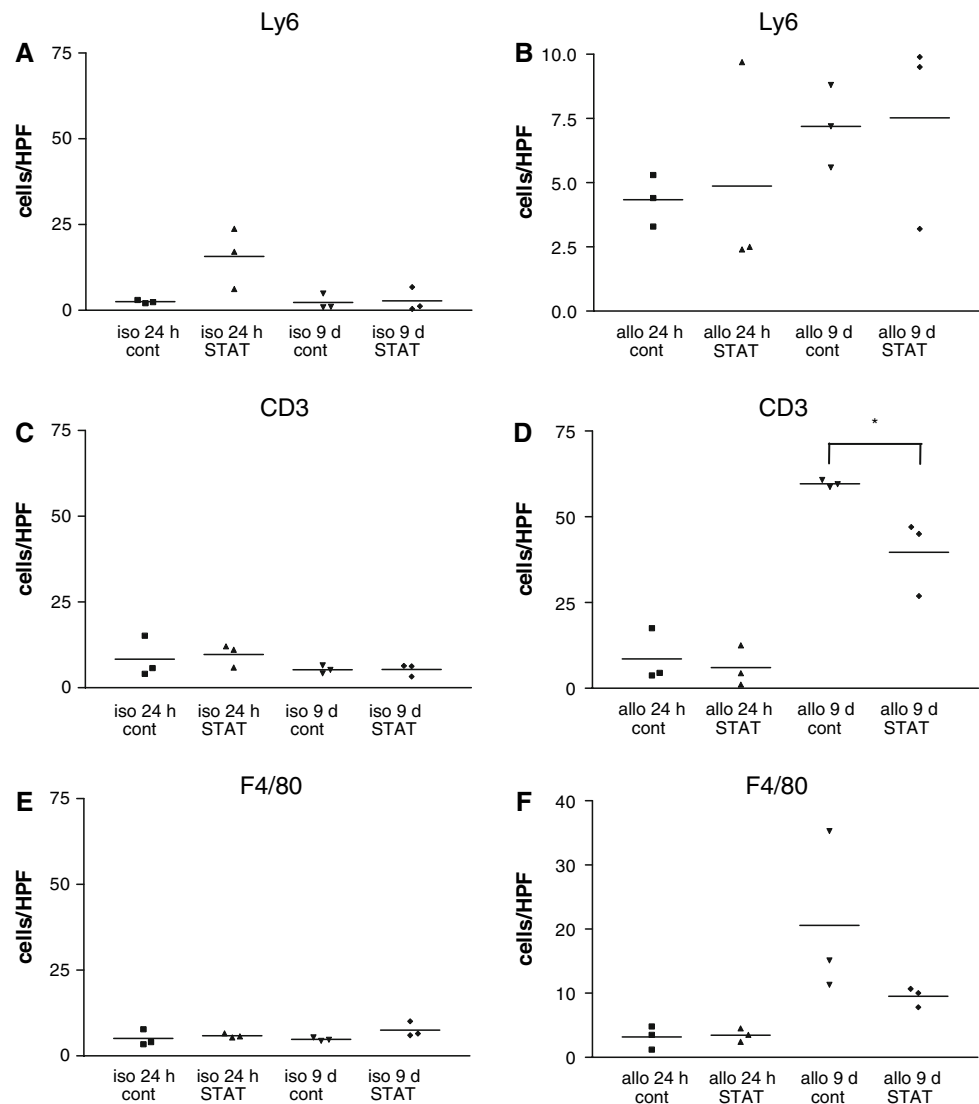 A
Ly6
75
50
25
0
cells/HPF
iso 24 h cont
iso 24 h STAT
iso 9 d cont
iso 9 d STAT
B
Ly6
10.0
7.5
5.0
2.5
0.0
cells/HPF
allo 24 h cont
allo 24 h STAT
allo 9 d cont
allo 9 d STAT
C
CD3
75
50
25
0
cells/HPF
iso 24 h cont
iso 24 h STAT
iso 9 d cont
iso 9 d STAT
D
CD3
*
75
50
25
0
cells/HPF
allo 24 h cont
allo 24 h STAT
allo 9 d cont
allo 9 d STAT
E
F4/80
75
50
25
0
cells/HPF
iso 24 h cont
iso 24 h STAT
iso 9 d cont
iso 9 d STAT
F
F4/80
40
30
20
10
0
cells/HPF
allo 24 h cont
allo 24 h STAT
allo 9 d cont
allo 9 d STAT